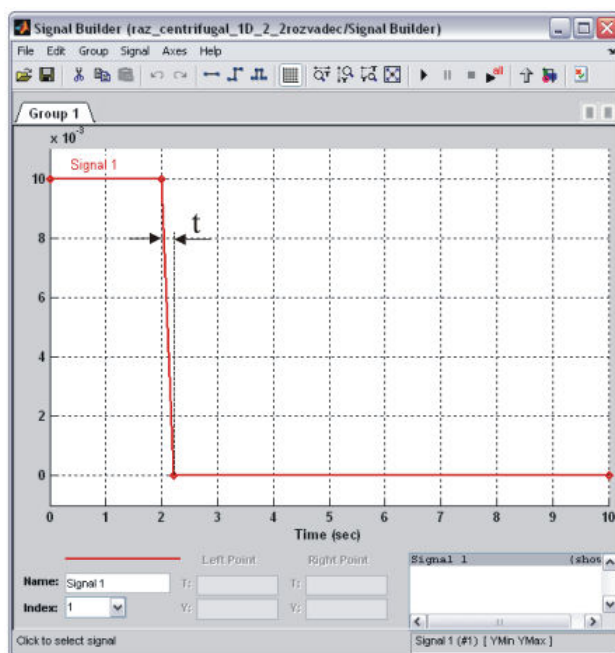 Signal Builder (raz_centrifugal_1D_2_2rozvadec/Signal Builder)
File Edit Group Signal Axes Help
all
Group 1
x 10⁻³
Signal 1
10
8
6
4
2
0
t
0 1 2 3 4 5 6 7 8 9 10
Time (sec)
Left Point Right Point
Name: Signal 1 T: T:
Index: 1 Y: Y:
Signal 1 (shov
Click to select signal
Signal 1 (#1) [ YMin YMax ]